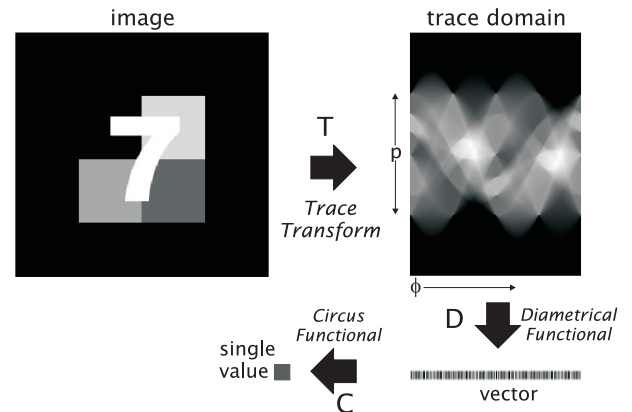 image
trace domain
7
T
Trace
Transform
p
ϕ
D
Diametrical
Functional
vector
Circus
Functional
C
single
value